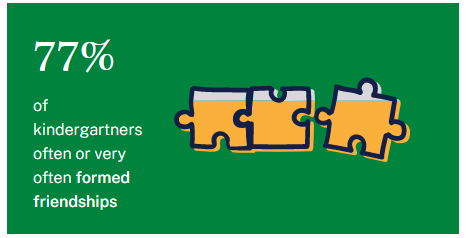 77%
of
kindergartners
often or very
often formed
friendships